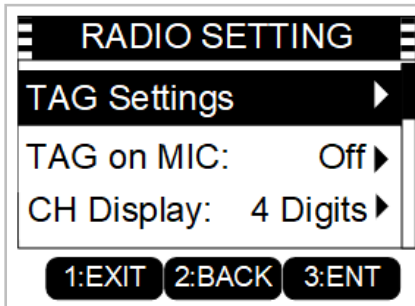 RADIO SETTING
TAG Settings
TAG on MIC: Off
CH Display: 4 Digits
1:EXIT 2:BACK 3:ENT